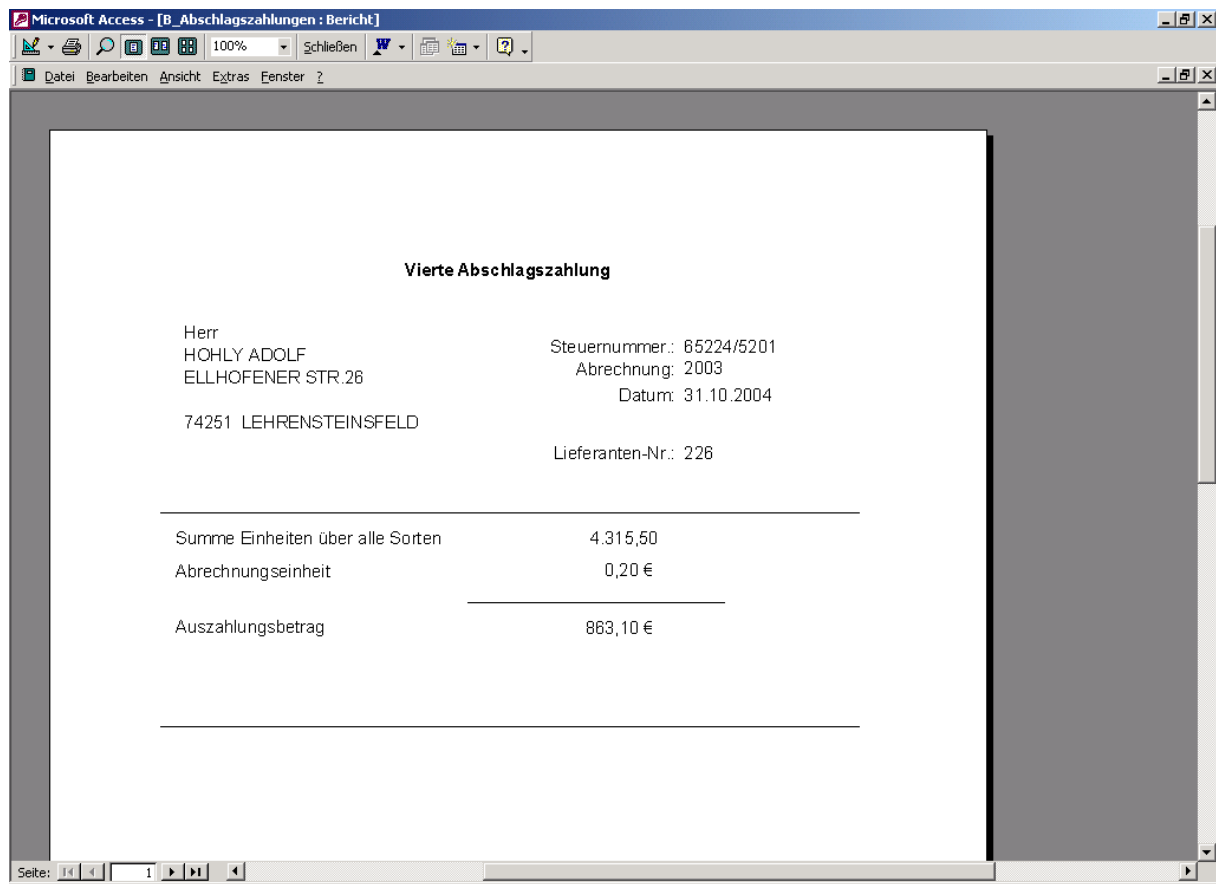 Microsoft Access - [B_Abschlagszahlungen : Bericht]
100% Schließen
Datei Bearbeiten Ansicht Extras Fenster ?
Vierte Abschlagszahlung
Herr
HOHLY ADOLF
ELLHOFENER STR.26
74251 LEHRENSTEINSFELD
Steuernummer.: 65224/5201
Abrechnung: 2003
Datum: 31.10.2004
Lieferanten-Nr.: 226
Summe Einheiten über alle Sorten 4.315,50
Abrechnungseinheit 0,20 €
Auszahlungsbetrag 863,10 €
Seite: 1